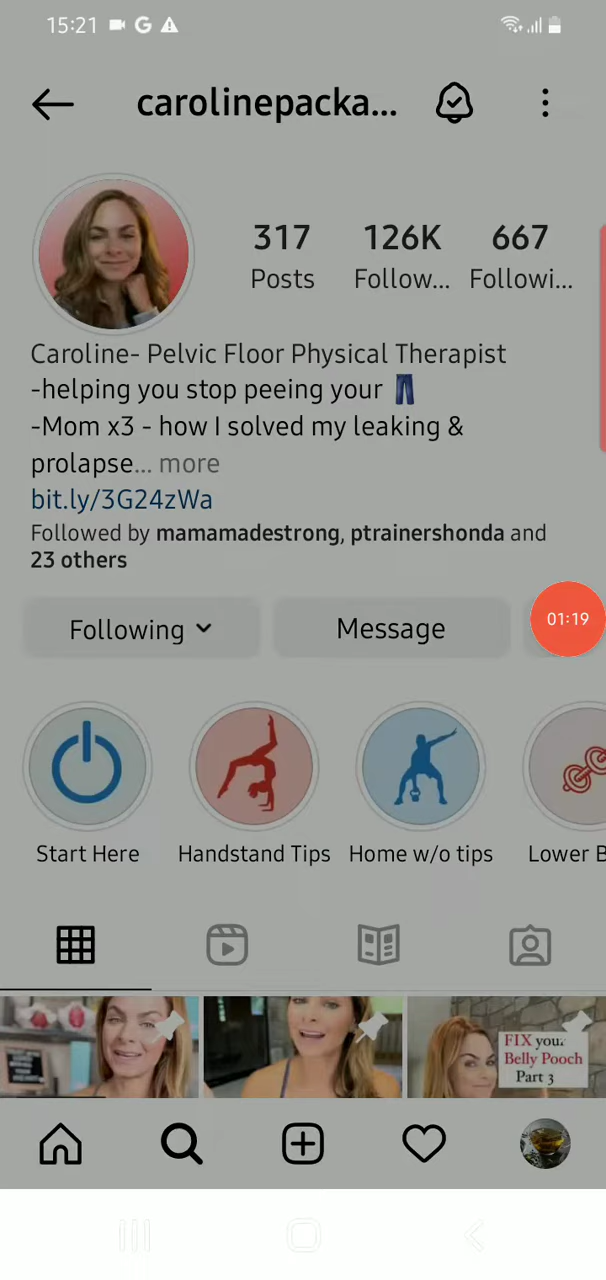 15:21
carolinepacka...
317 126K 667
Posts Follow... Followi...
Caroline- Pelvic Floor Physical Therapist
-helping you stop peeing your 👖
-Mom x3 - how I solved my leaking &
prolapse... more
bit.ly/3G24zWa
Followed by mamamadestrong, ptrainershonda and
23 others
Following Message
01:19
Start Here Handstand Tips Home w/o tips Lower B
FIX your
Belly Pooch
Part 3